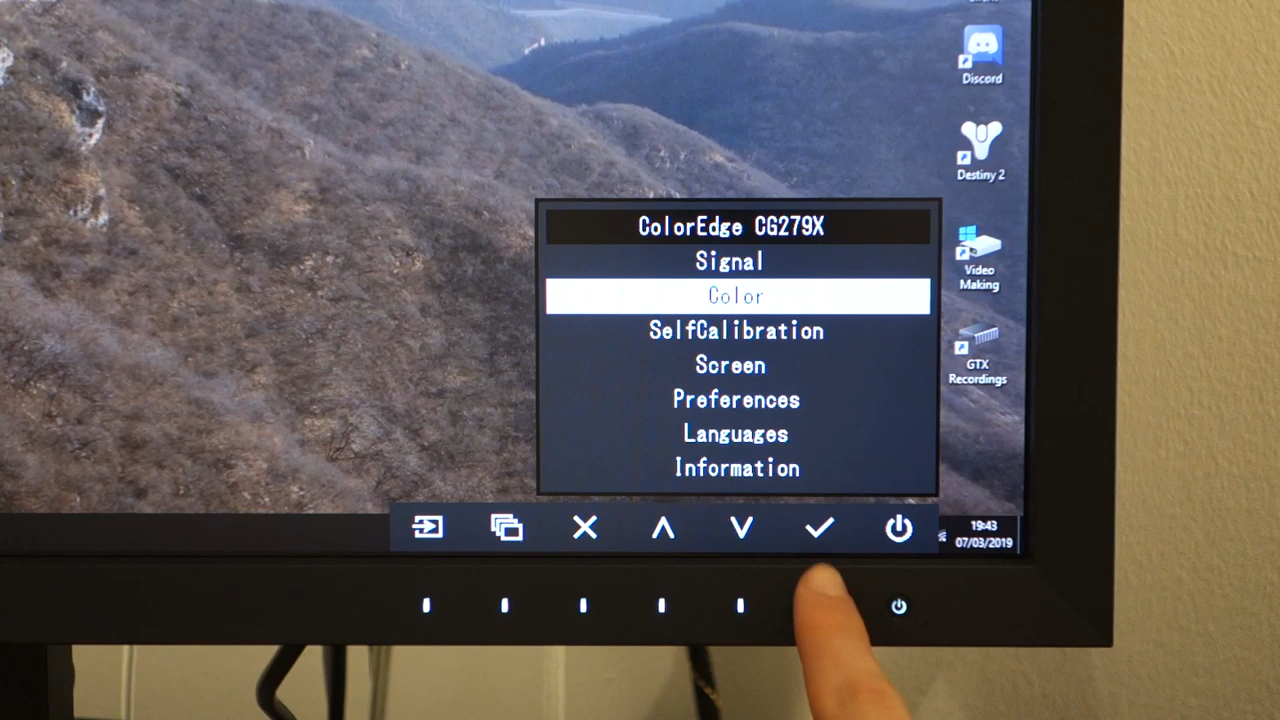 Discord
Destiny 2
Video
Making
GTX
Recordings
ColorEdge CG279X
Signal
Color
SelfCalibration
Screen
Preferences
Languages
Information
19:43
07/03/2019